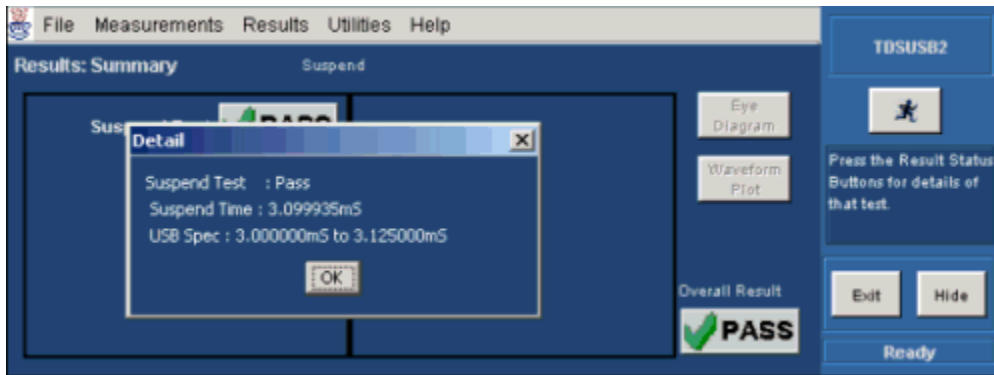 File Measurements Results Utilities Help
TDSUSB2
Results: Summary Suspend
PASS
Detail
Suspend Test : Pass
Suspend Time : 3.099935mS
USB Spec : 3.000000mS to 3.125000mS
OK
Eye
Diagram
Waveform
Plot
Overall Result
PASS
Press the Result Status
Buttons for details of
that test.
Exit Hide
Ready